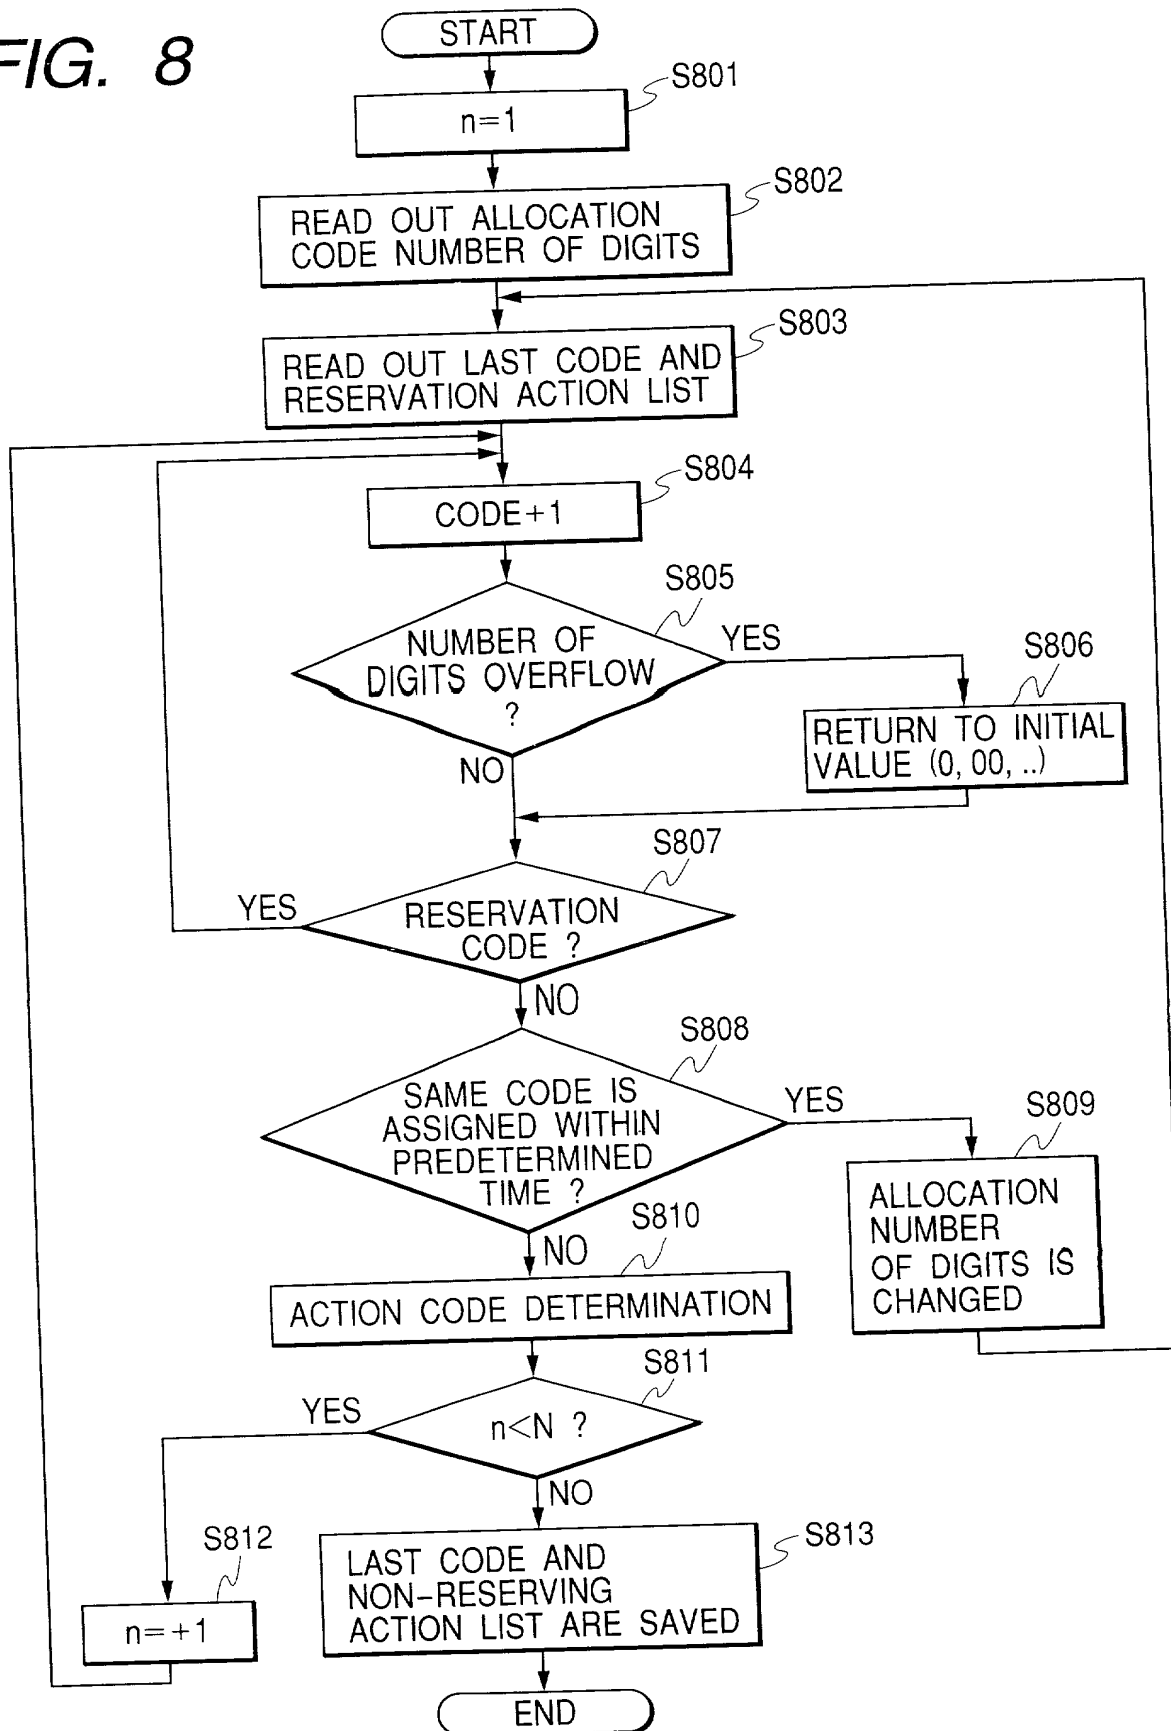 FIG. 8
START
S801
n=1
S802
READ OUT ALLOCATION
CODE NUMBER OF DIGITS
S803
READ OUT LAST CODE AND
RESERVATION ACTION LIST
S804
CODE+1
S805
NUMBER OF
DIGITS OVERFLOW
?
YES
NO
S806
RETURN TO INITIAL
VALUE (0, 00, ..)
S807
RESERVATION
CODE ?
YES
NO
S808
SAME CODE IS
ASSIGNED WITHIN
PREDETERMINED
TIME ?
YES
NO
S809
ALLOCATION
NUMBER
OF DIGITS IS
CHANGED
S810
ACTION CODE DETERMINATION
S811
n<N ?
YES
NO
S812
n=+1
S813
LAST CODE AND
NON-RESERVING
ACTION LIST ARE SAVED
END